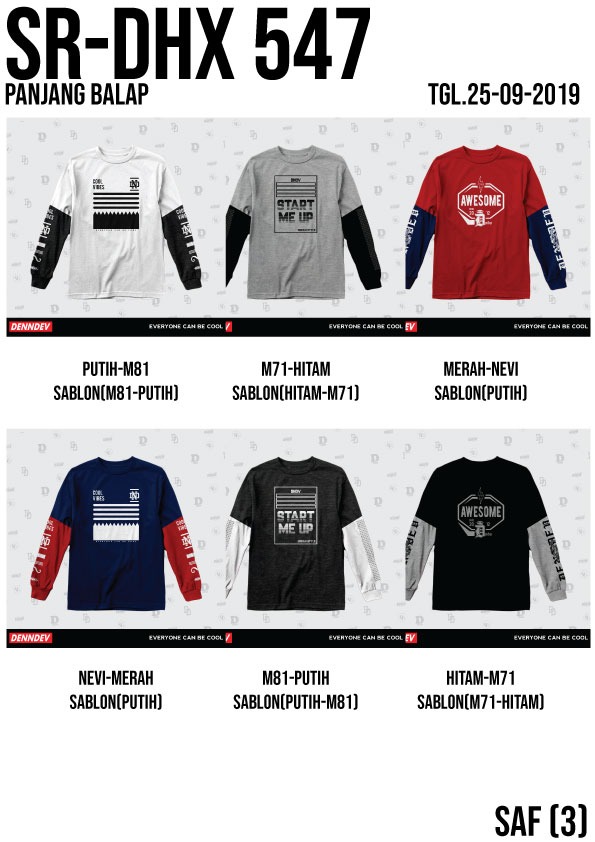 SR-DHX 547
PANJANG BALAP
TGL.25-09-2019
COOL
VIBES
ND
DNDV
START
ME UP
AWESOME
DENNDEV
EVERYONE CAN BE COOL
EVERYONE CAN BE COOL
EV
EVERYONE CAN BE COOL
PUTIH-M81
SABLON(M81-PUTIH)
M71-HITAM
SABLON(HITAM-M71)
MERAH-NEVI
SABLON(PUTIH)
COOL
VIBES
ND
DNDV
START
ME UP
AWESOME
DENNDEV
EVERYONE CAN BE COOL
EVERYONE CAN BE COOL
EV
EVERYONE CAN BE COOL
NEVI-MERAH
SABLON(PUTIH)
M81-PUTIH
SABLON(PUTIH-M81)
HITAM-M71
SABLON(M71-HITAM)
SAF (3)